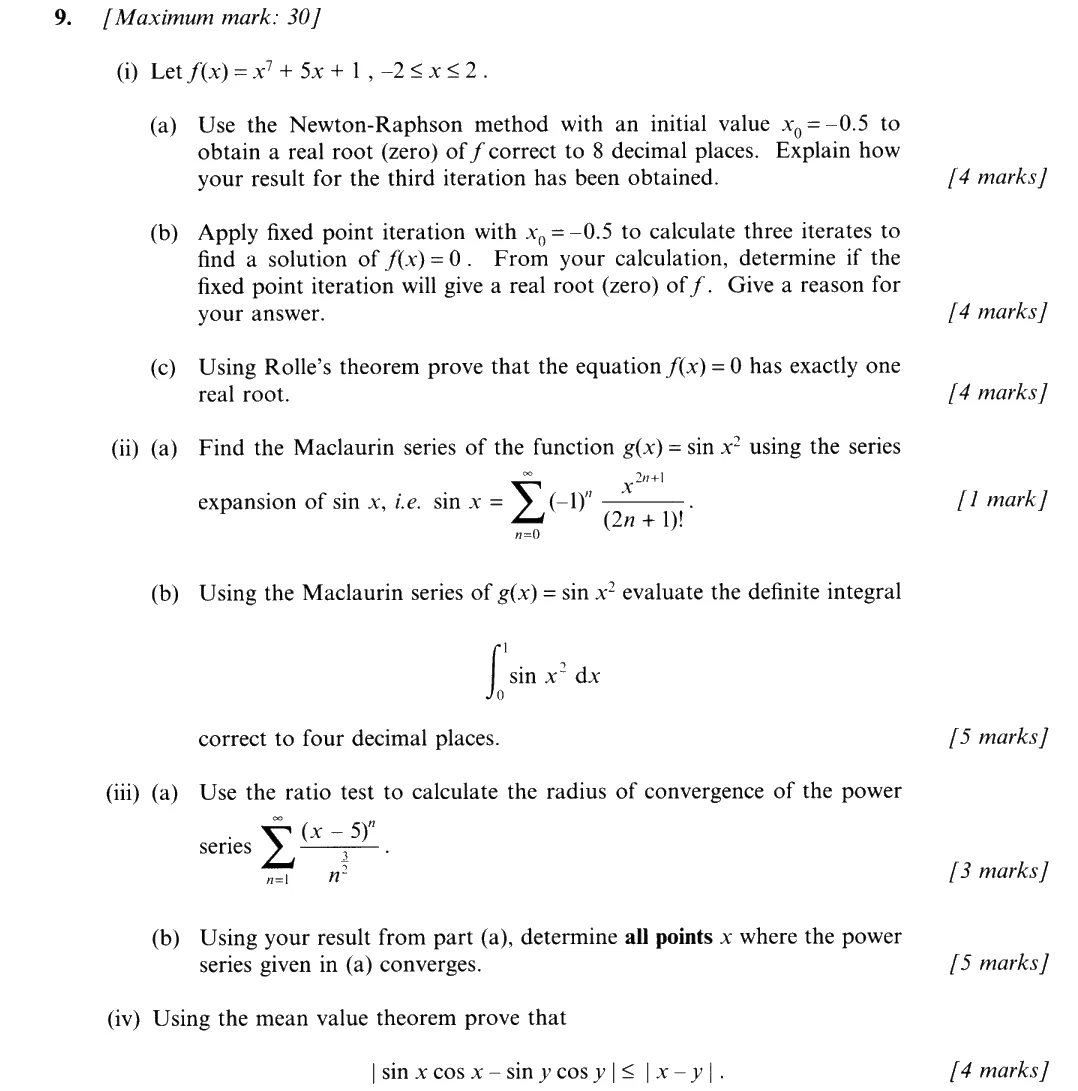 9. [Maximum mark: 30]
(i) Let f(x) = x⁷ + 5x + 1 , –2 ≤ x ≤ 2 .
(a) Use the Newton-Raphson method with an initial value x₀ = –0.5 to
obtain a real root (zero) of f correct to 8 decimal places. Explain how
your result for the third iteration has been obtained. [4 marks]
(b) Apply fixed point iteration with x₀ = –0.5 to calculate three iterates to
find a solution of f(x) = 0 . From your calculation, determine if the
fixed point iteration will give a real root (zero) of f . Give a reason for
your answer. [4 marks]
(c) Using Rolle's theorem prove that the equation f(x) = 0 has exactly one
real root. [4 marks]
(ii) (a) Find the Maclaurin series of the function g(x) = sin x² using the series
expansion of sin x, i.e. sin x = ∑_{n=0}^{∞} (–1)ⁿ x^{2n+1} / (2n + 1)! . [1 mark]
(b) Using the Maclaurin series of g(x) = sin x² evaluate the definite integral
∫₀¹ sin x² dx
correct to four decimal places. [5 marks]
(iii) (a) Use the ratio test to calculate the radius of convergence of the power
series ∑_{n=1}^{∞} (x – 5)ⁿ / n^{3/2} . [3 marks]
(b) Using your result from part (a), determine all points x where the power
series given in (a) converges. [5 marks]
(iv) Using the mean value theorem prove that
| sin x cos x – sin y cos y | ≤ | x – y | . [4 marks]